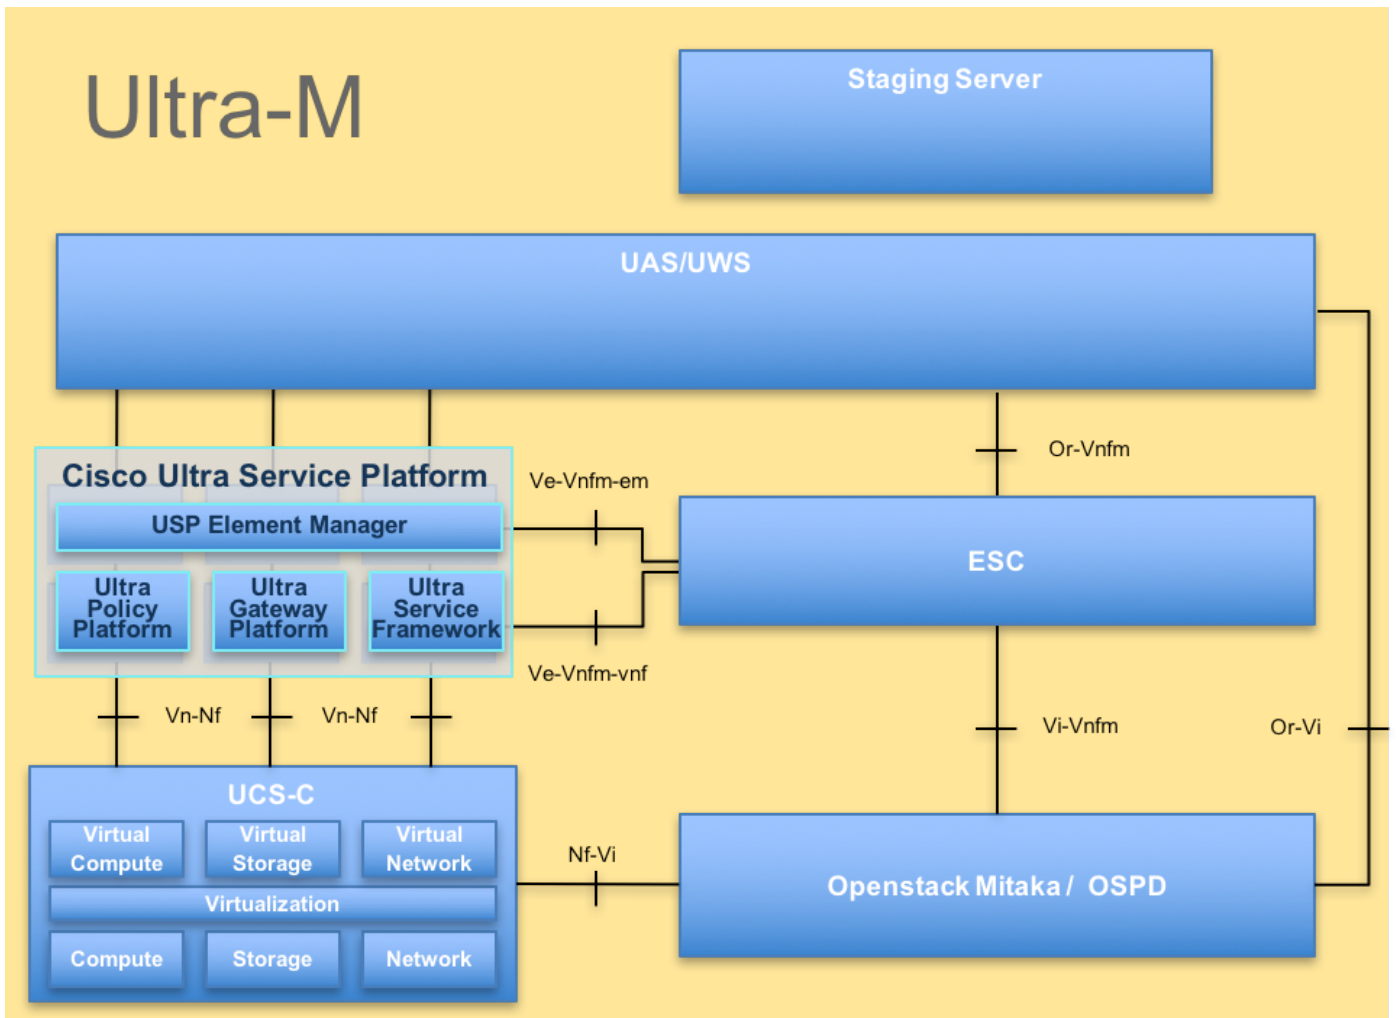 Ultra-M
Staging Server
UAS/UWS
Or-Vnfm
Cisco Ultra Service Platform
Ve-Vnfm-em
USP Element Manager
ESC
Ultra
Policy
Platform
Ultra
Gateway
Platform
Ultra
Service
Framework
Ve-Vnfm-vnf
Vn-Nf
Vn-Nf
Vi-Vnfm
Or-Vi
UCS-C
Virtual
Compute
Virtual
Storage
Virtual
Network
Nf-Vi
Openstack Mitaka / OSPD
Virtualization
Compute
Storage
Network